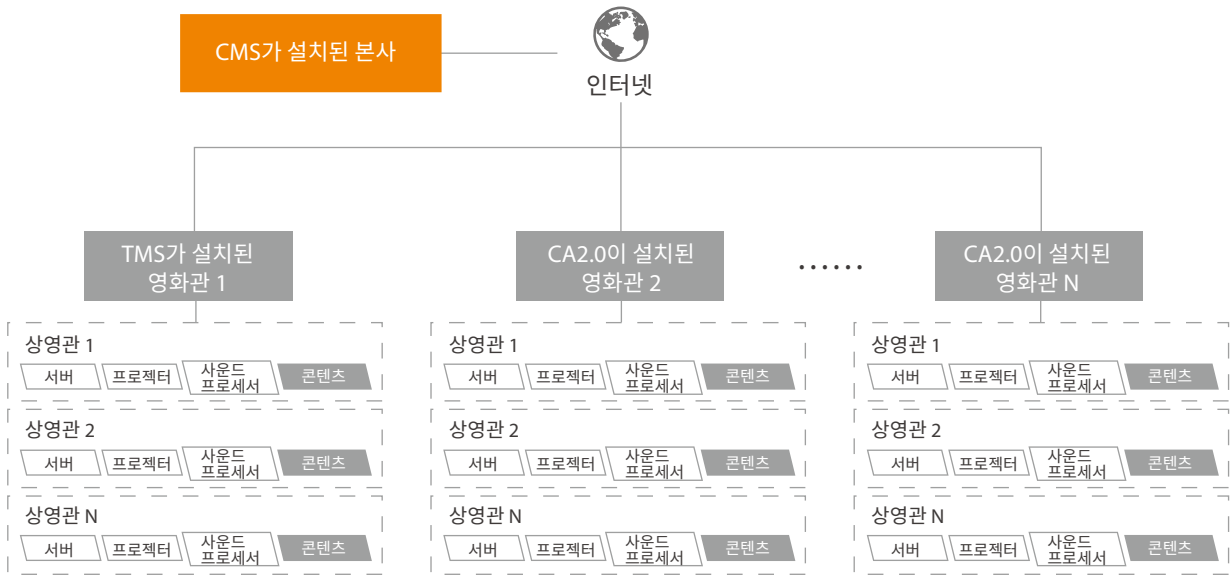 CMS가 설치된 본사
인터넷
TMS가 설치된
영화관 1
CA2.0이 설치된
영화관 2
......
CA2.0이 설치된
영화관 N
상영관 1
서버
프로젝터
사운드
프로세서
콘텐츠
상영관 2
서버
프로젝터
사운드
프로세서
콘텐츠
상영관 N
서버
프로젝터
사운드
프로세서
콘텐츠
상영관 1
서버
프로젝터
사운드
프로세서
콘텐츠
상영관 2
서버
프로젝터
사운드
프로세서
콘텐츠
상영관 N
서버
프로젝터
사운드
프로세서
콘텐츠
상영관 1
서버
프로젝터
사운드
프로세서
콘텐츠
상영관 2
서버
프로젝터
사운드
프로세서
콘텐츠
상영관 N
서버
프로젝터
사운드
프로세서
콘텐츠